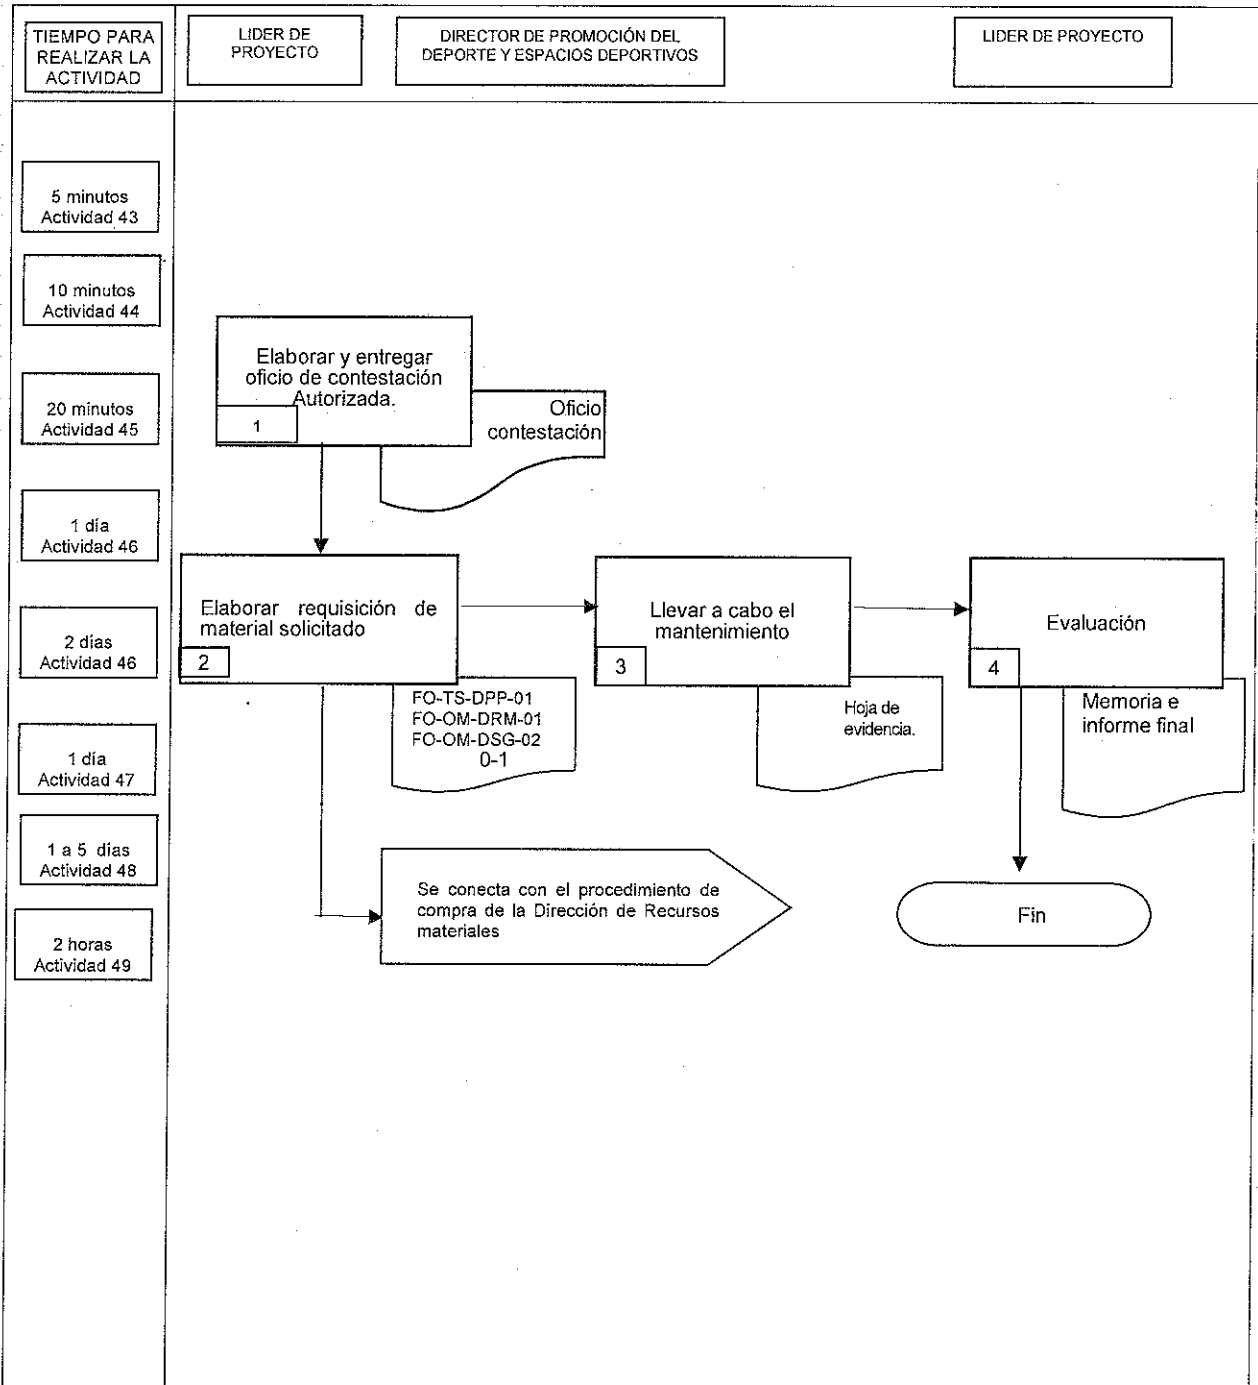 TIEMPO PARA
REALIZAR LA
ACTIVIDAD
LIDER DE
PROYECTO
DIRECTOR DE PROMOCIÓN DEL
DEPORTE Y ESPACIOS DEPORTIVOS
LIDER DE PROYECTO
5 minutos
Actividad 43
10 minutos
Actividad 44
20 minutos
Actividad 45
1 día
Actividad 46
2 días
Actividad 46
1 día
Actividad 47
1 a 5 días
Actividad 48
2 horas
Actividad 49
Elaborar y entregar
oficio de contestación
Autorizada.
1
Oficio
contestación
Elaborar requisición de
material solicitado
2
FO-TS-DPP-01
FO-OM-DRM-01
FO-OM-DSG-02
0-1
Llevar a cabo el
mantenimiento
3
Hoja de
evidencia.
Evaluación
4
Memoria e
informe final
Se conecta con el procedimiento de
compra de la Dirección de Recursos
materiales
Fin